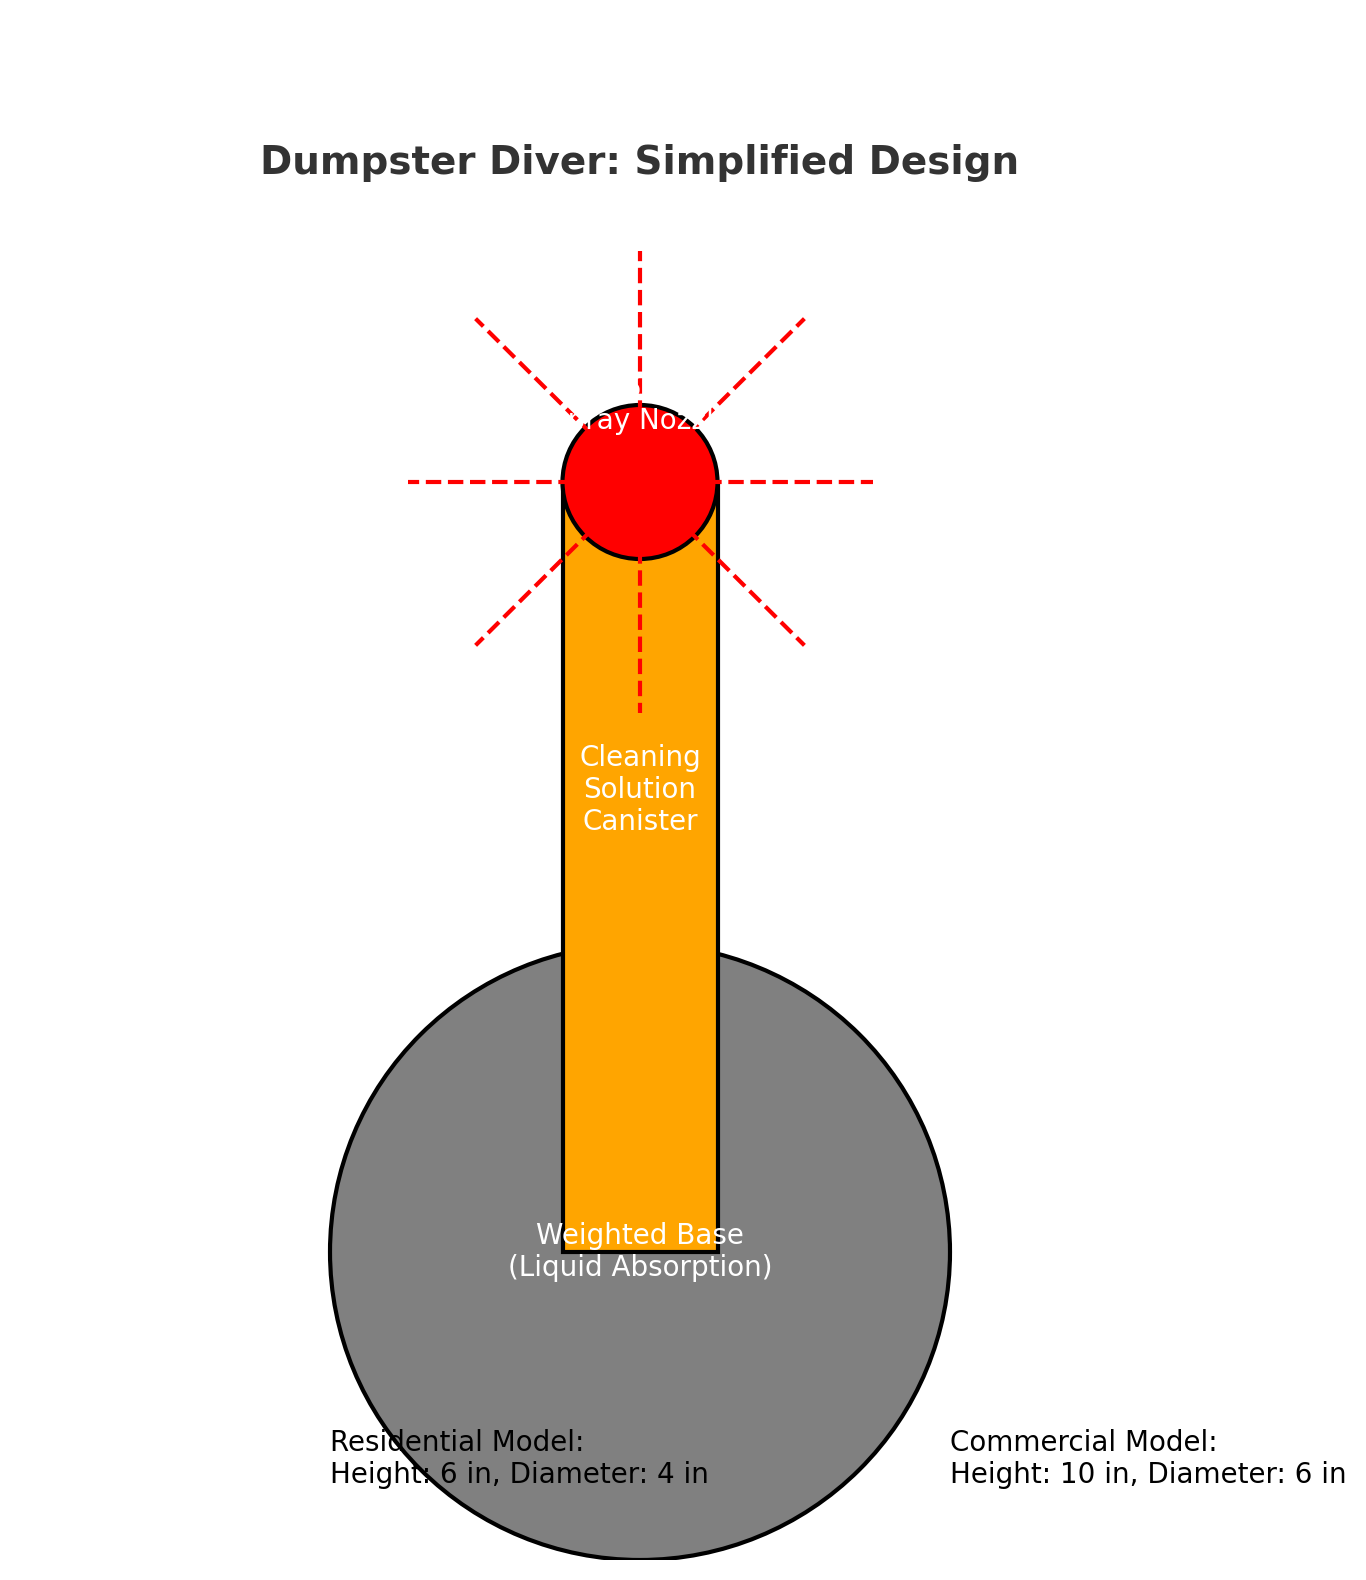 Dumpster Diver: Simplified Design
Nozz
Cleaning
Solution
Canister
Weighted Base
(Liquid Absorption)
Residential Model:
Height: 6 in, Diameter: 4 in
Commercial Model:
Height: 10 in, Diameter: 6 in